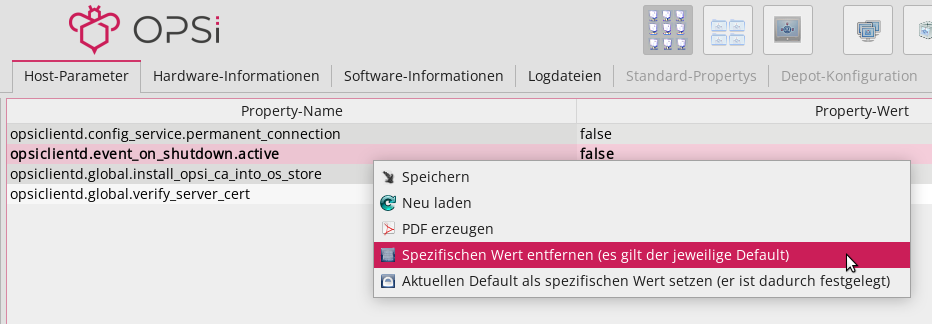 OPSi
Host-Parameter Hardware-Informationen Software-Informationen Logdateien Standard-Propertys Depot-Konfiguration
Property-Name Property-Wert
opsiclientd.config_service.permanent_connection false
opsiclientd.event_on_shutdown.active false
opsiclientd.global.install_opsi_ca_into_os_store
opsiclientd.global.verify_server_cert
Speichern
Neu laden
PDF erzeugen
Spezifischen Wert entfernen (es gilt der jeweilige Default)
Aktuellen Default als spezifischen Wert setzen (er ist dadurch festgelegt)